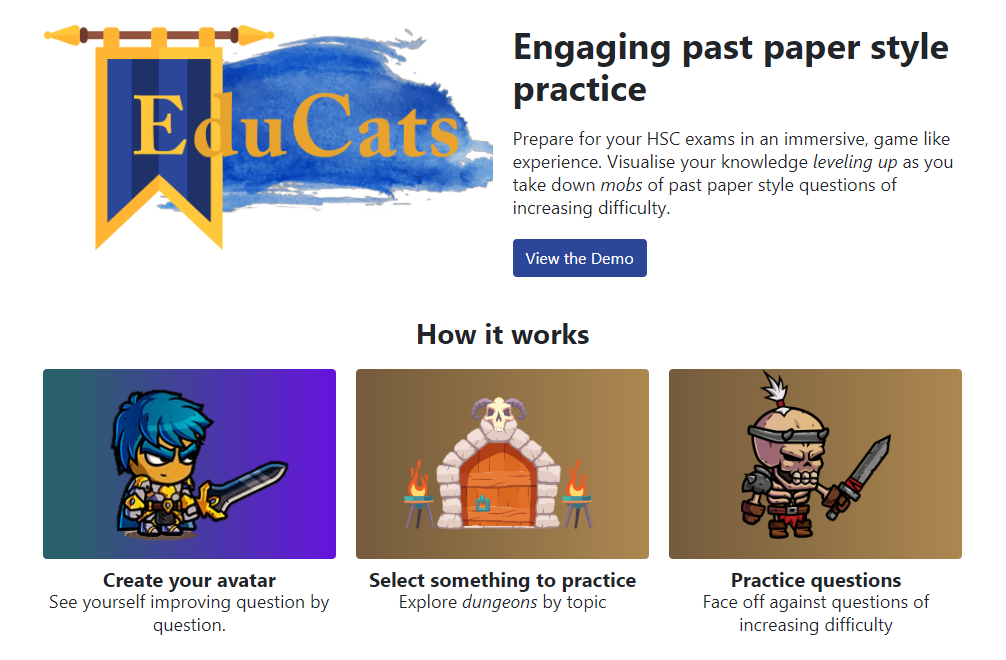 EduCats
Engaging past paper style
practice
Prepare for your HSC exams in an immersive, game like
experience. Visualise your knowledge leveling up as you
take down mobs of past paper style questions of
increasing difficulty.
View the Demo
How it works
Create your avatar
See yourself improving question by
question.
Select something to practice
Explore dungeons by topic
Practice questions
Face off against questions of
increasing difficulty